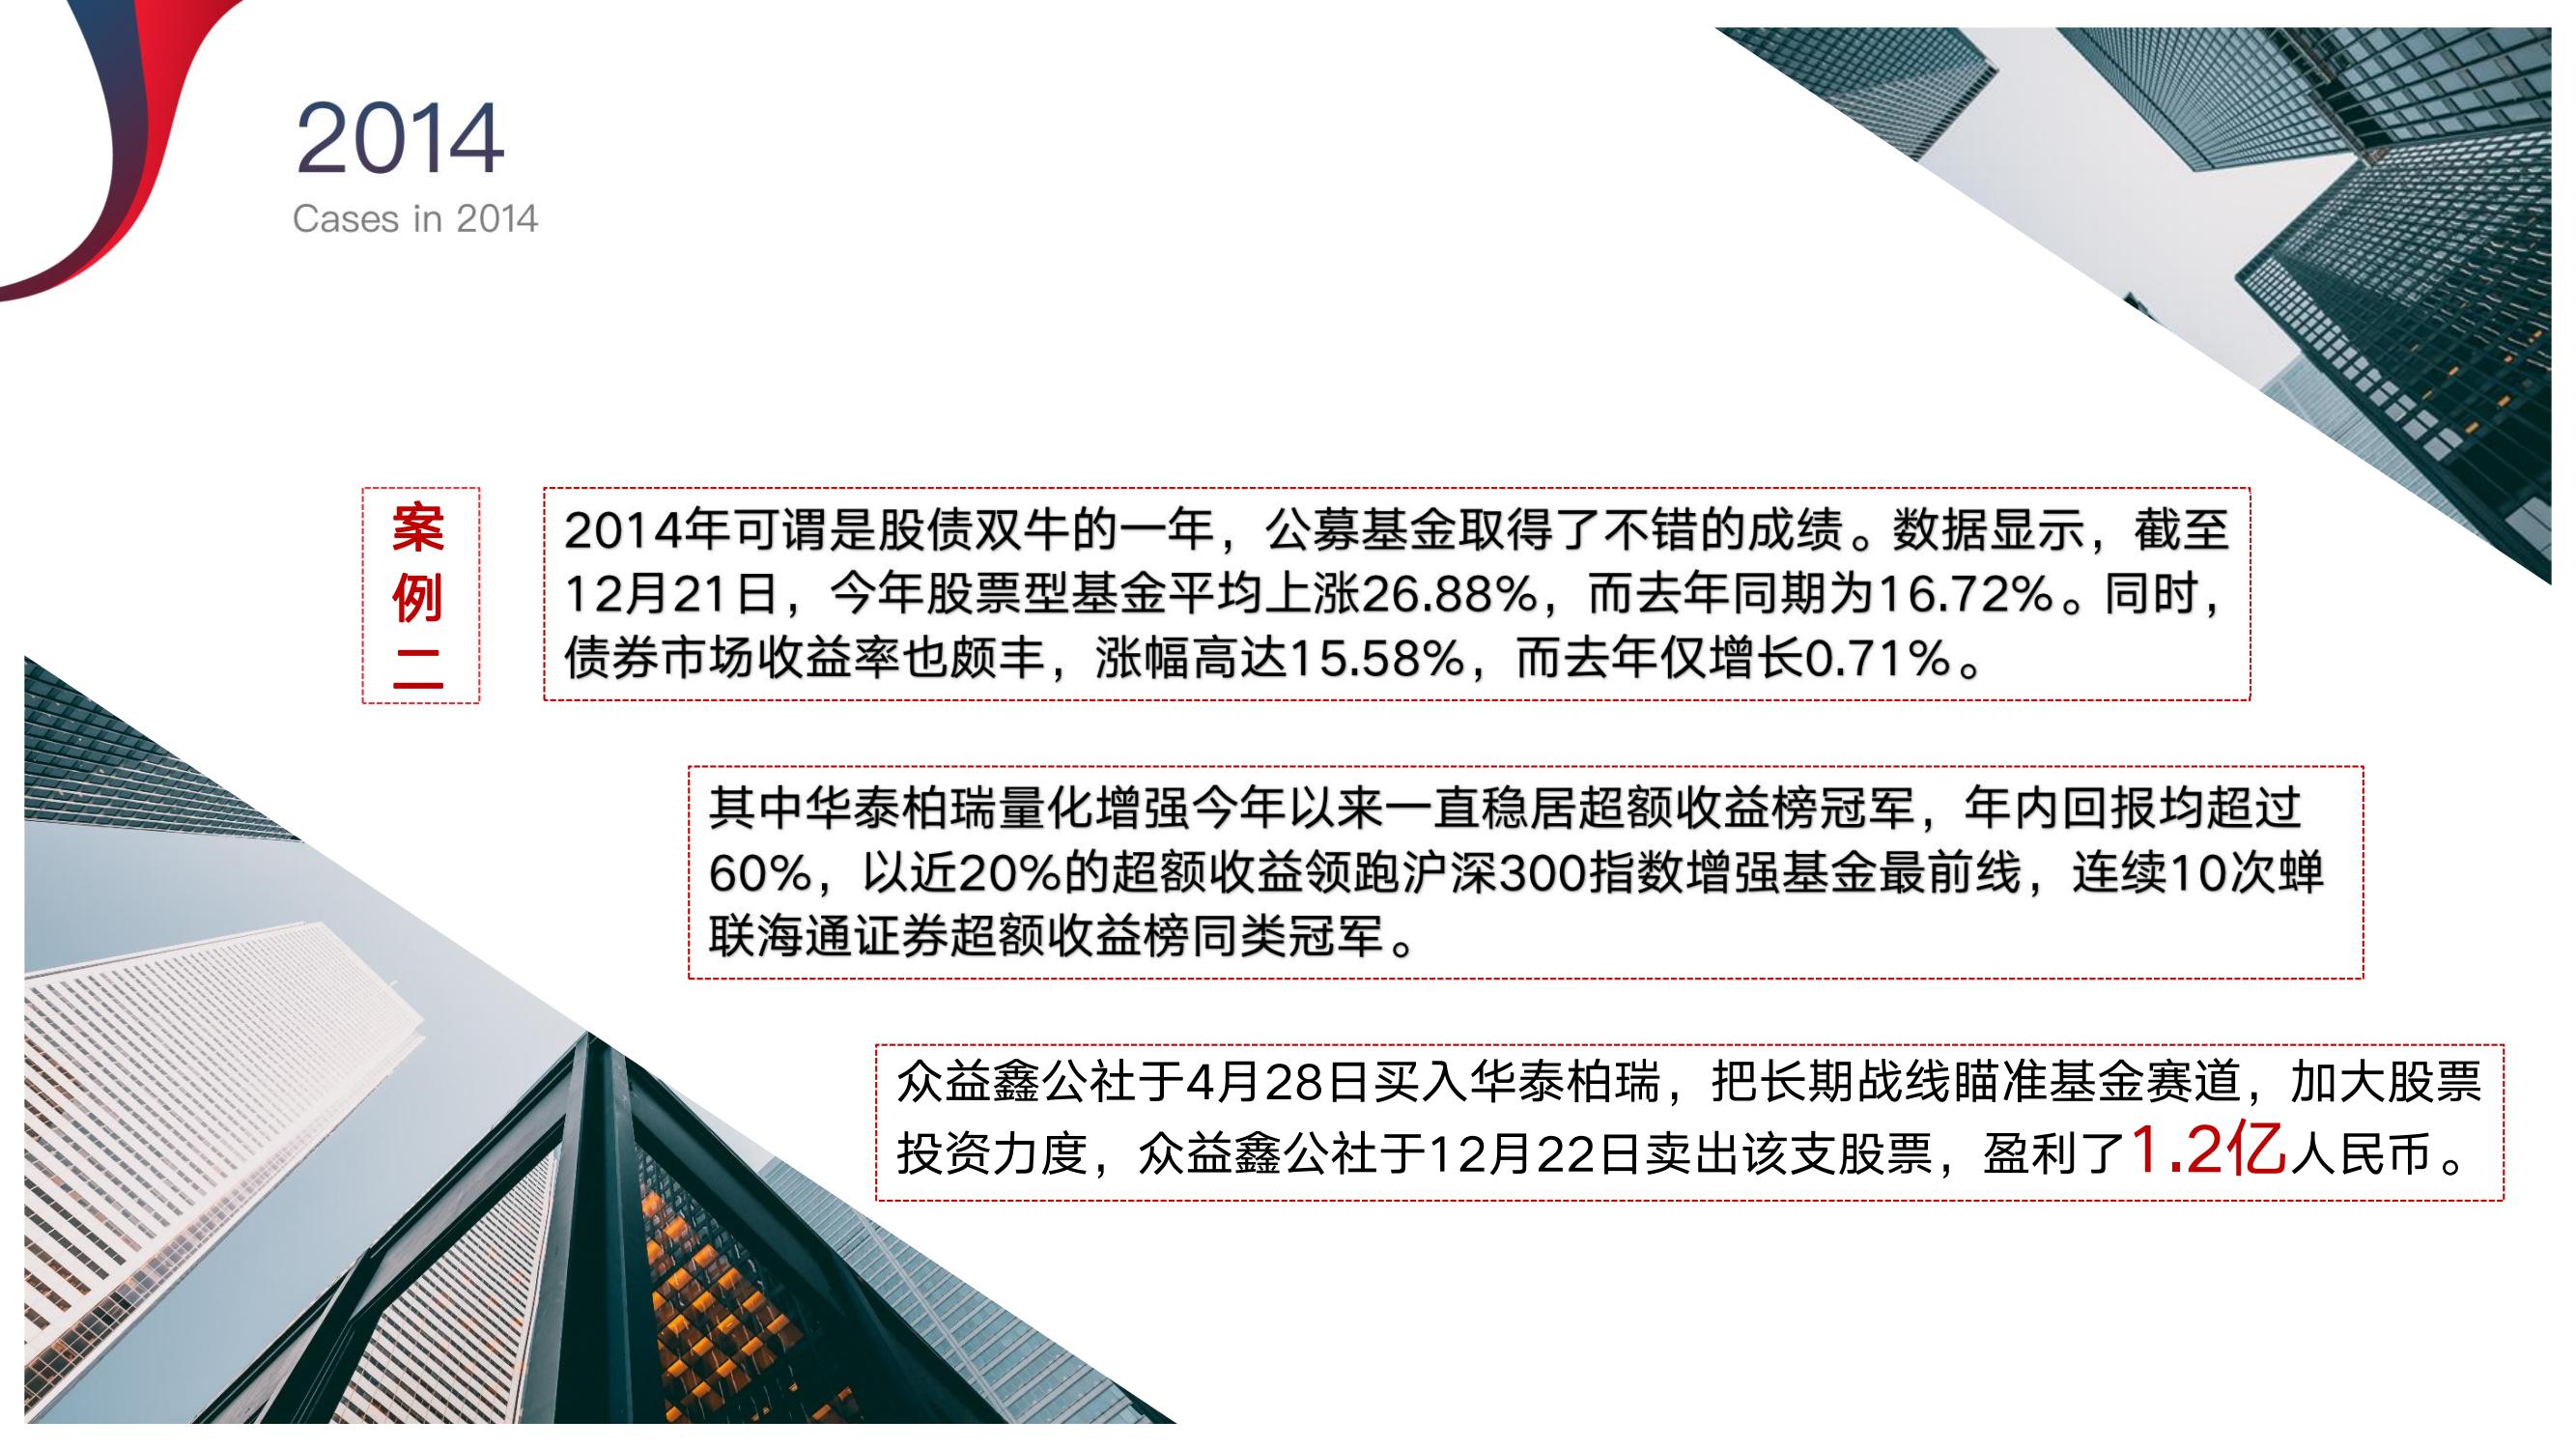 2014
Cases in 2014
案
例
二
2014年可谓是股债双牛的一年，公募基金取得了不错的成绩。数据显示，截至
12月21日，今年股票型基金平均上涨26.88%，而去年同期为16.72%。同时，
债券市场收益率也颇丰，涨幅高达15.58%，而去年仅增长0.71%。
其中华泰柏瑞量化增强今年以来一直稳居超额收益榜冠军，年内回报均超过
60%，以近20%的超额收益领跑沪深300指数增强基金最前线，连续10次蝉
联海通证券超额收益榜同类冠军。
众益鑫公社于4月28日买入华泰柏瑞，把长期战线瞄准基金赛道，加大股票
投资力度，众益鑫公社于12月22日卖出该支股票，盈利了1.2亿人民币。